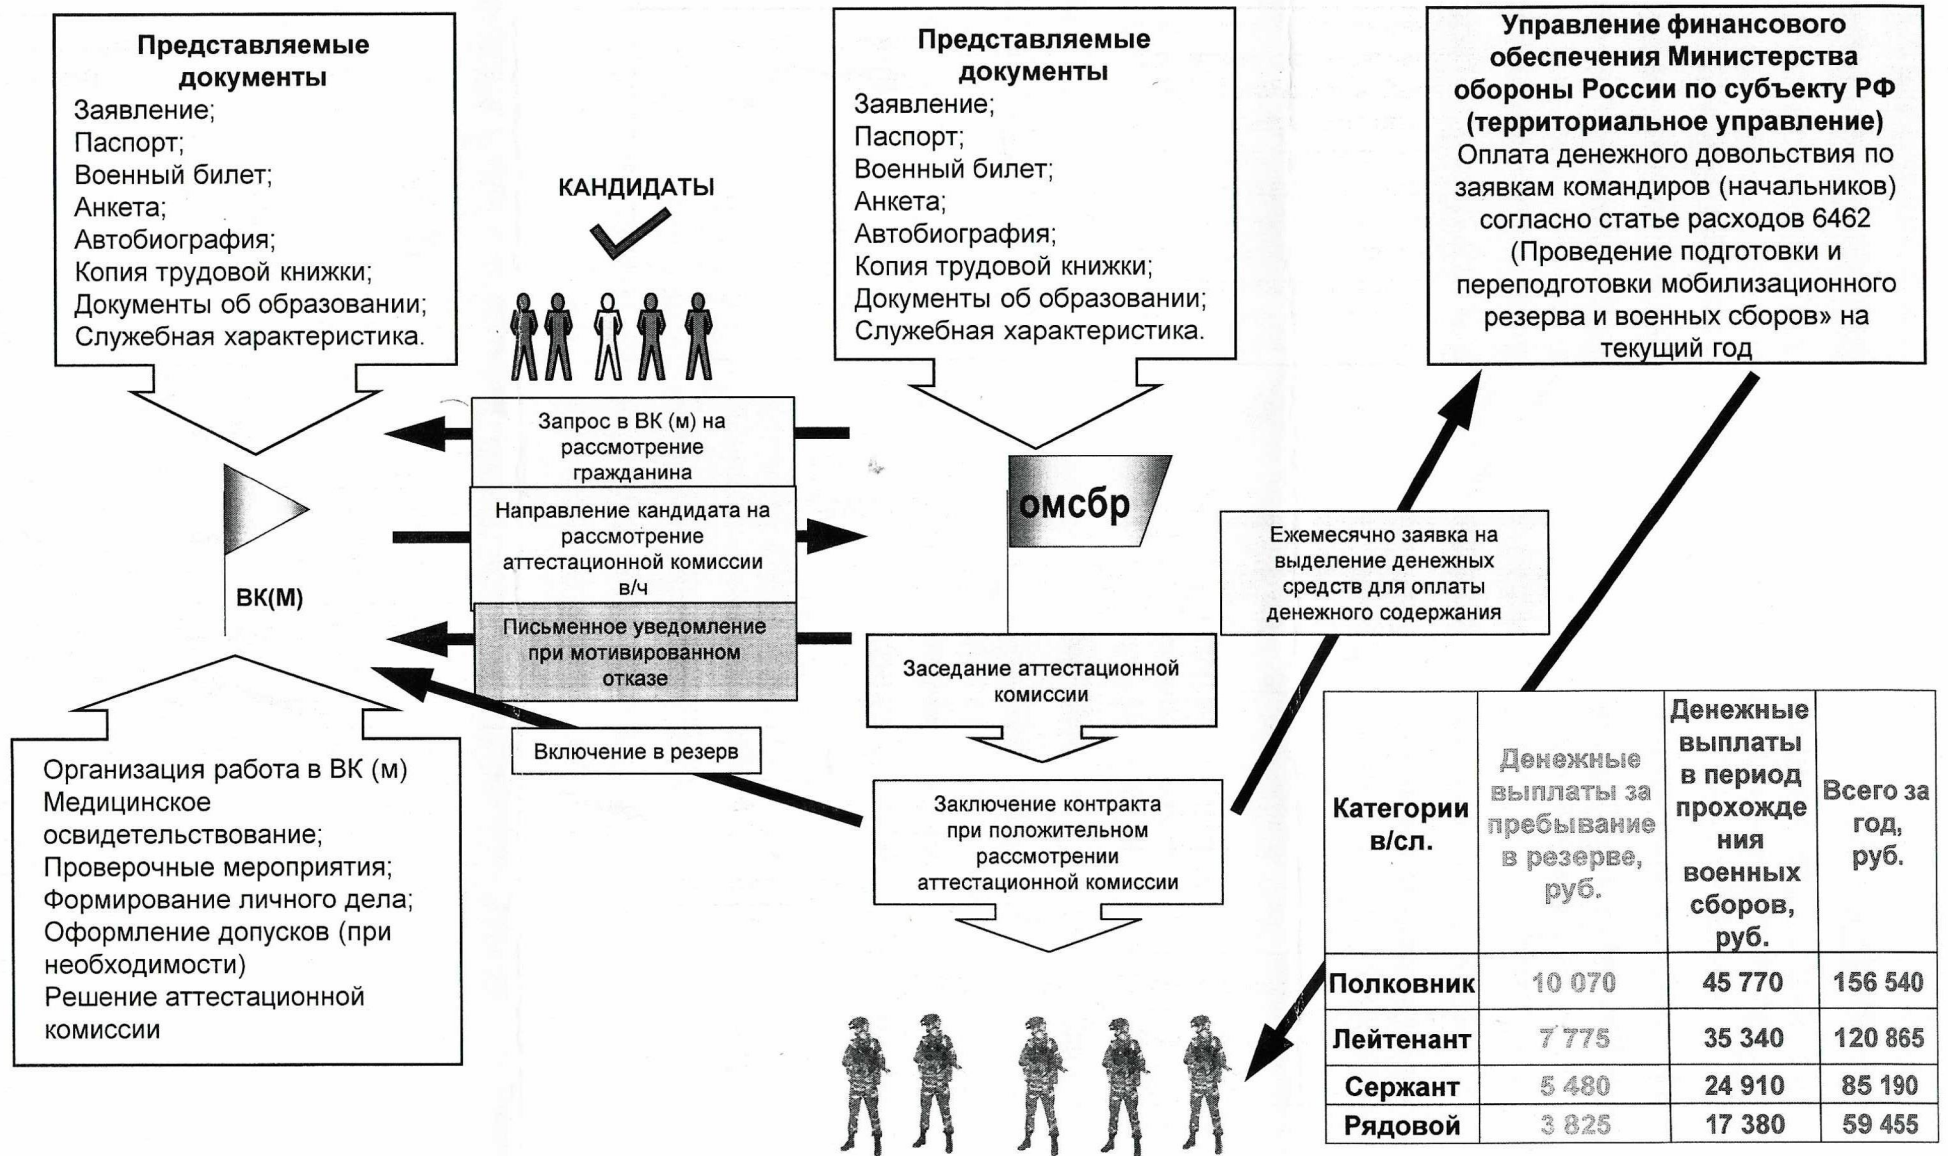 Представляемые
документы
Заявление;
Паспорт;
Военный билет;
Анкета;
Автобиография;
Копия трудовой книжки;
Документы об образовании;
Служебная характеристика.
КАНДИДАТЫ
Представляемые
документы
Заявление;
Паспорт;
Военный билет;
Анкета;
Автобиография;
Копия трудовой книжки;
Документы об образовании;
Служебная характеристика.
Управление финансового
обеспечения Министерства
обороны России по субъекту РФ
(территориальное управление)
Оплата денежного довольствия по
заявкам командиров (начальников)
согласно статье расходов 6462
(Проведение подготовки и
переподготовки мобилизационного
резерва и военных сборов» на
текущий год
Запрос в ВК (м) на
рассмотрение
гражданина
Направление кандидата на
рассмотрение
аттестационной комиссии
в/ч
Письменное уведомление
при мотивированном
отказе
Включение в резерв
ВК(М)
омсбр
Ежемесячно заявка на
выделение денежных
средств для оплаты
денежного содержания
Заседание аттестационной
комиссии
Заключение контракта
при положительном
рассмотрении
аттестационной комиссии
Организация работа в ВК (м)
Медицинское
освидетельствование;
Проверочные мероприятия;
Формирование личного дела;
Оформление допусков (при
необходимости)
Решение аттестационной
комиссии
Категории
в/сл.
Денежные
выплаты за
пребывание
в резерве,
руб.
Денежные
выплаты
в период
прохожде
ния
военных
сборов,
руб.
Всего за
год,
руб.
Полковник 10 070 45 770 156 540
Лейтенант 7 775 35 340 120 865
Сержант 5 480 24 910 85 190
Рядовой 3 825 17 380 59 455